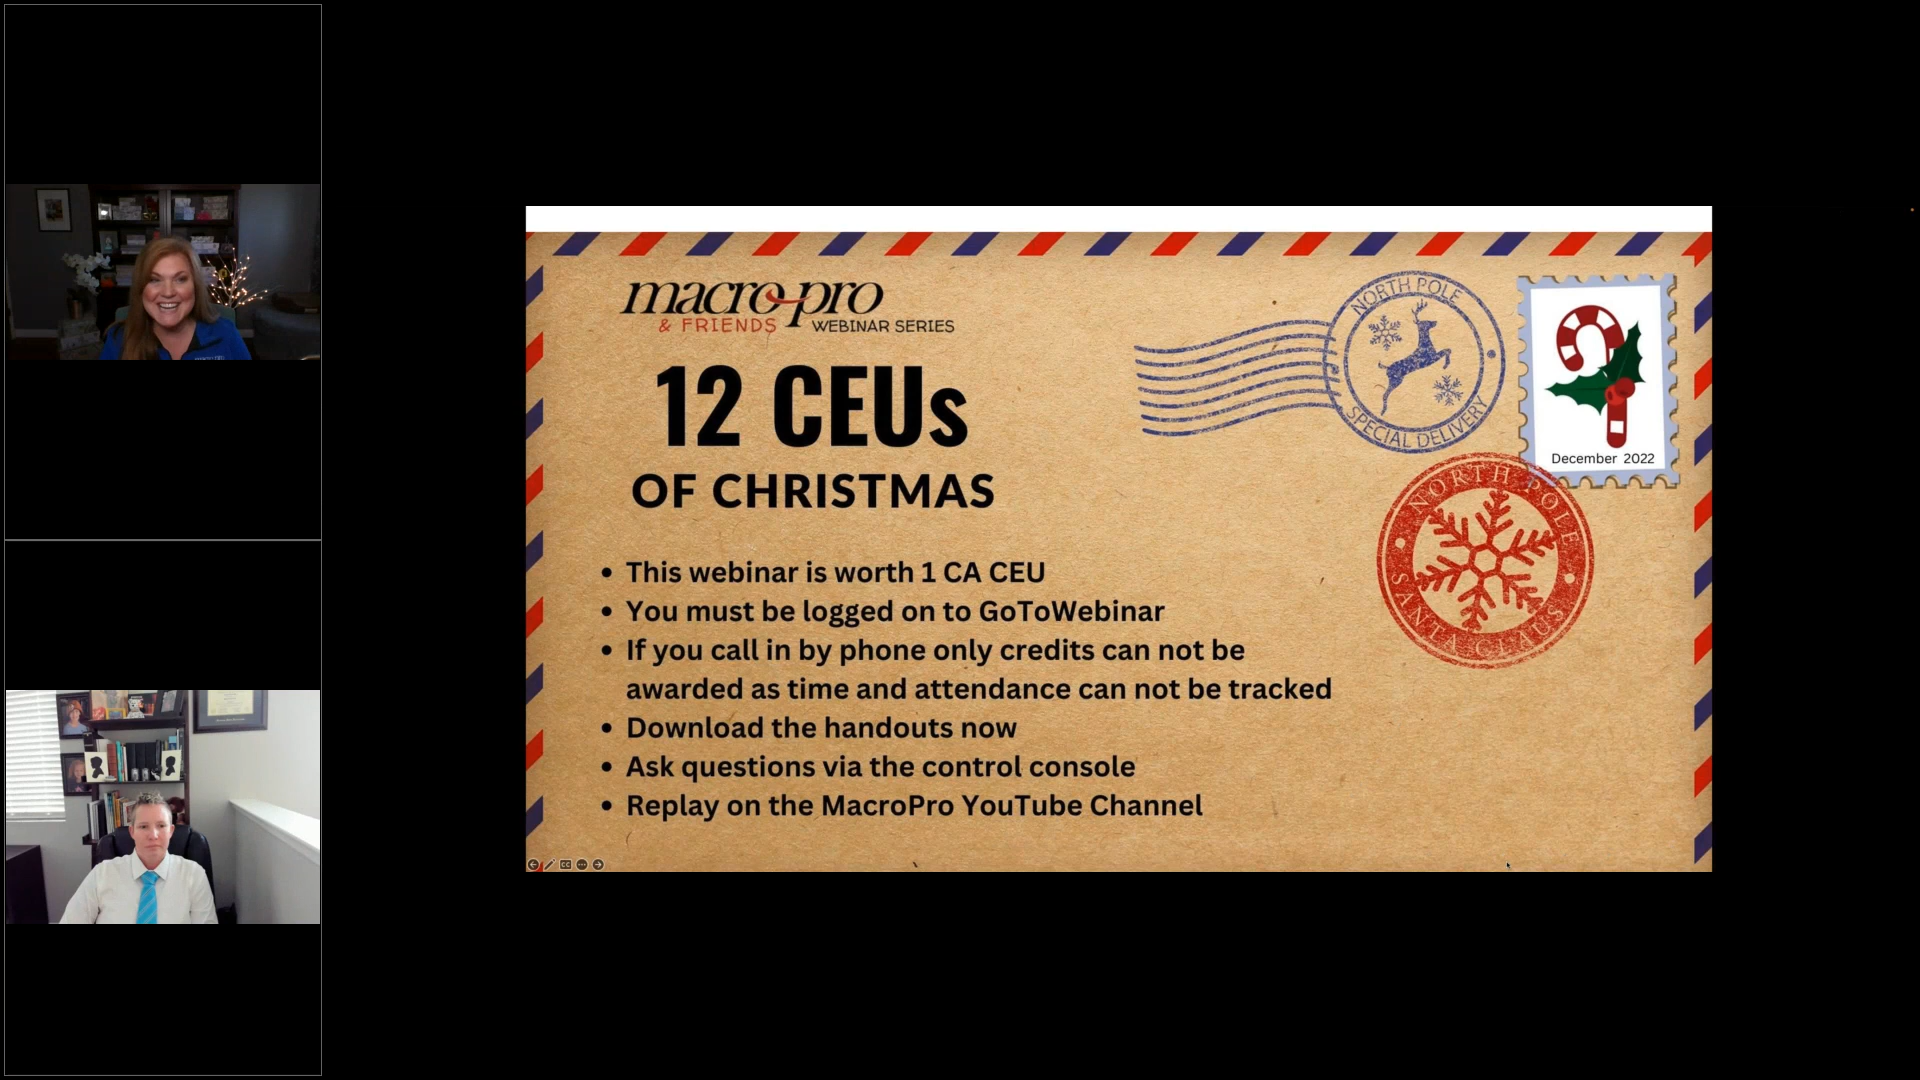 macro-pro
& FRIENDS WEBINAR SERIES
12 CEUs
OF CHRISTMAS
NORTH POLE
SPECIAL DELIVERY
December 2022
NORTH POLE
SANTA CLAUS
• This webinar is worth 1 CA CEU
• You must be logged on to GoToWebinar
• If you call in by phone only credits can not be
awarded as time and attendance can not be tracked
• Download the handouts now
• Ask questions via the control console
• Replay on the MacroPro YouTube Channel